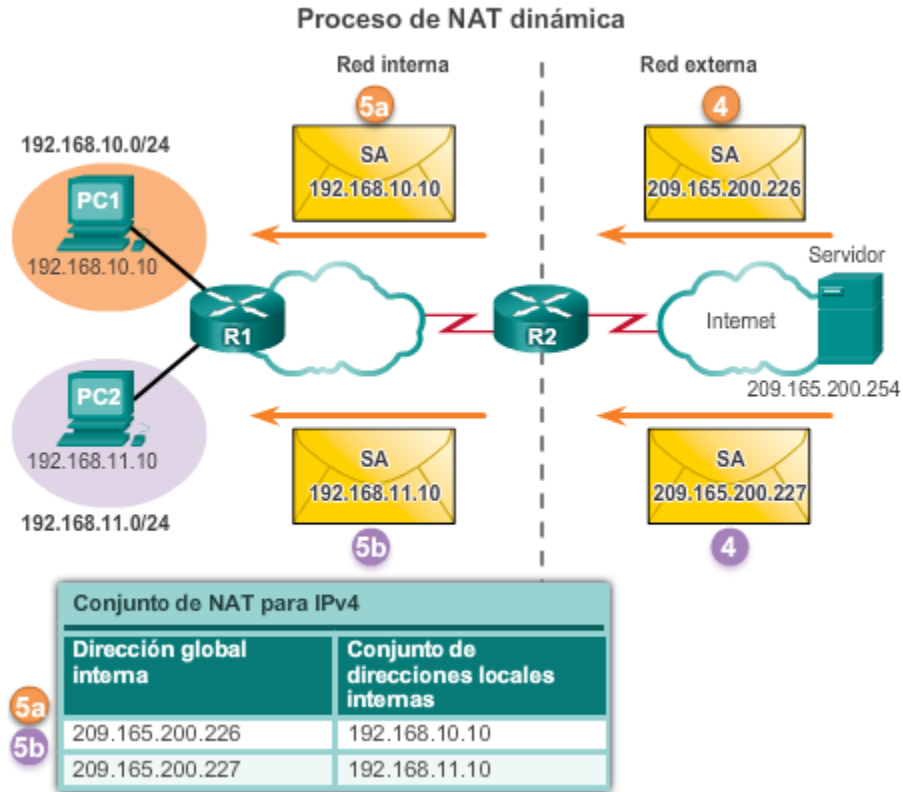 Proceso de NAT dinámica
Red interna
Red externa
5a
4
192.168.10.0/24
SA
192.168.10.10
SA
209.165.200.226
PC1
192.168.10.10
Servidor
R1
R2
Internet
209.165.200.254
PC2
192.168.11.10
192.168.11.0/24
SA
192.168.11.10
SA
209.165.200.227
5b
4
Conjunto de NAT para IPv4
Dirección global
interna
Conjunto de
direcciones locales
internas
5a
209.165.200.226
192.168.10.10
5b
209.165.200.227
192.168.11.10